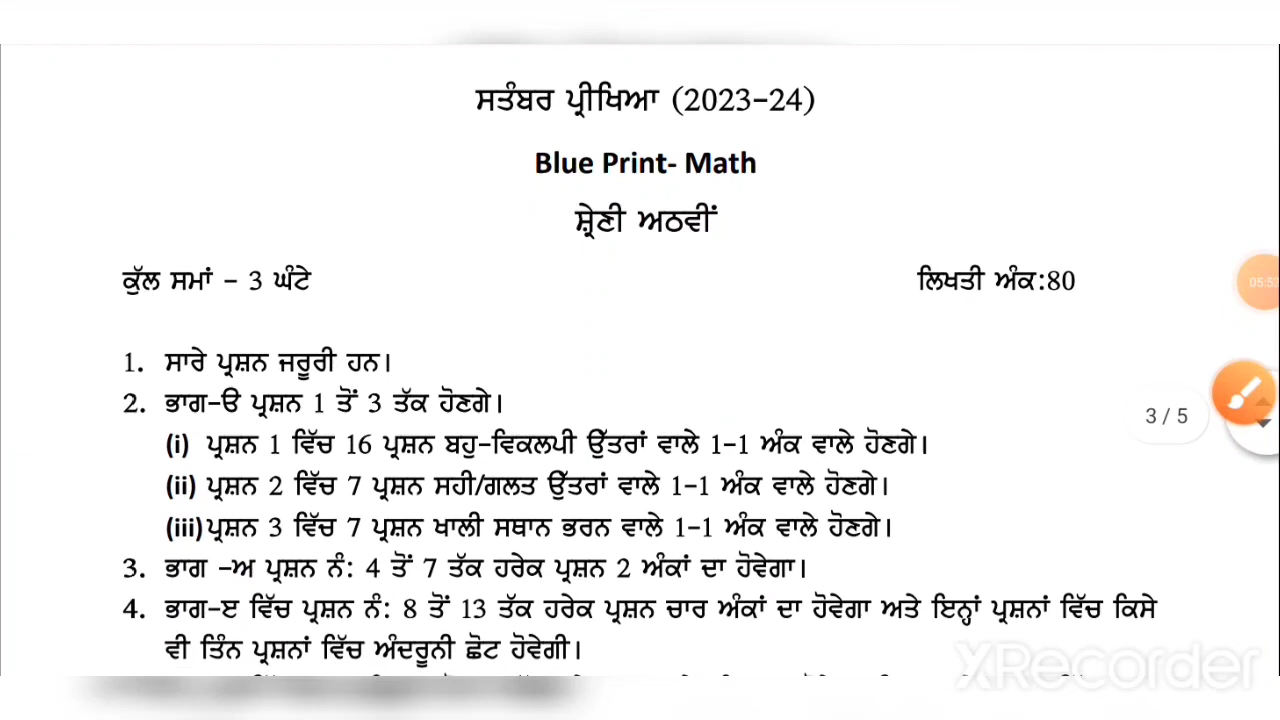 ਸਤੰਬਰ ਪ੍ਰੀਖਿਆ (2023-24)
Blue Print- Math
ਸ਼੍ਰੇਣੀ ਅਠਵੀਂ
ਕੁੱਲ ਸਮਾਂ - 3 ਘੰਟੇ ਲਿਖਤੀ ਅੰਕ:80
05:53
1. ਸਾਰੇ ਪ੍ਰਸ਼ਨ ਜਰੂਰੀ ਹਨ।
2. ਭਾਗ-ੳ ਪ੍ਰਸ਼ਨ 1 ਤੋਂ 3 ਤੱਕ ਹੋਣਗੇ।
3 / 5
(i) ਪ੍ਰਸ਼ਨ 1 ਵਿੱਚ 16 ਪ੍ਰਸ਼ਨ ਬਹੁ-ਵਿਕਲਪੀ ਉੱਤਰਾਂ ਵਾਲੇ 1-1 ਅੰਕ ਵਾਲੇ ਹੋਣਗੇ।
(ii) ਪ੍ਰਸ਼ਨ 2 ਵਿੱਚ 7 ਪ੍ਰਸ਼ਨ ਸਹੀ/ਗਲਤ ਉੱਤਰਾਂ ਵਾਲੇ 1-1 ਅੰਕ ਵਾਲੇ ਹੋਣਗੇ।
(iii) ਪ੍ਰਸ਼ਨ 3 ਵਿੱਚ 7 ਪ੍ਰਸ਼ਨ ਖਾਲੀ ਸਥਾਨ ਭਰਨ ਵਾਲੇ 1-1 ਅੰਕ ਵਾਲੇ ਹੋਣਗੇ।
3. ਭਾਗ -ਅ ਪ੍ਰਸ਼ਨ ਨੰ: 4 ਤੋਂ 7 ਤੱਕ ਹਰੇਕ ਪ੍ਰਸ਼ਨ 2 ਅੰਕਾਂ ਦਾ ਹੋਵੇਗਾ।
4. ਭਾਗ-ੲ ਵਿੱਚ ਪ੍ਰਸ਼ਨ ਨੰ: 8 ਤੋਂ 13 ਤੱਕ ਹਰੇਕ ਪ੍ਰਸ਼ਨ ਚਾਰ ਅੰਕਾਂ ਦਾ ਹੋਵੇਗਾ ਅਤੇ ਇਨ੍ਹਾਂ ਪ੍ਰਸ਼ਨਾਂ ਵਿੱਚ ਕਿਸੇ
ਵੀ ਤਿੰਨ ਪ੍ਰਸ਼ਨਾਂ ਵਿੱਚ ਅੰਦਰੂਨੀ ਛੋਟ ਹੋਵੇਗੀ।
XRecorder